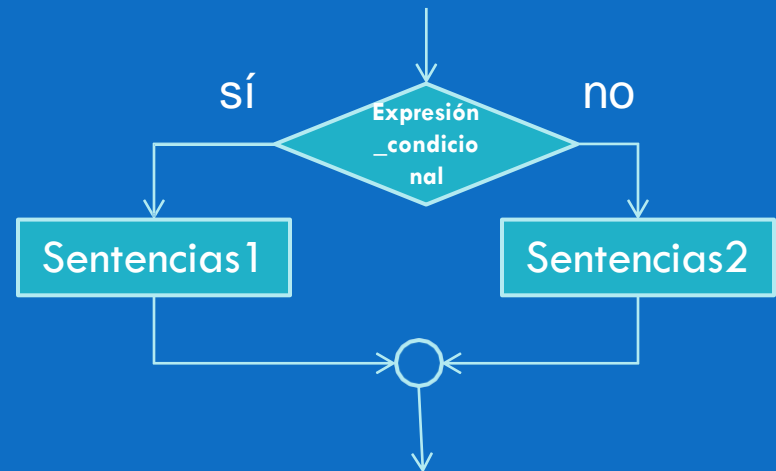 sí
no
Expresión
_condicio
nal
Sentencias1
Sentencias2